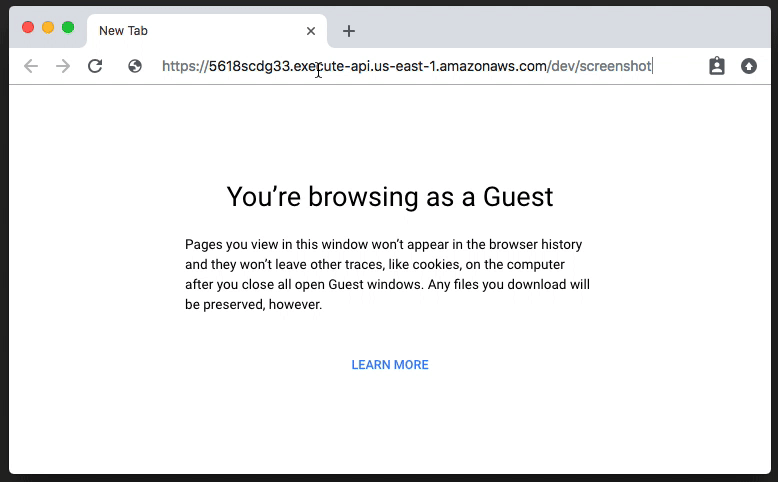 New Tab
https://5618scdg33.execute-api.us-east-1.amazonaws.com/dev/screenshot
You’re browsing as a Guest
Pages you view in this window won’t appear in the browser history
and they won’t leave other traces, like cookies, on the computer
after you close all open Guest windows. Any files you download will
be preserved, however.
LEARN MORE